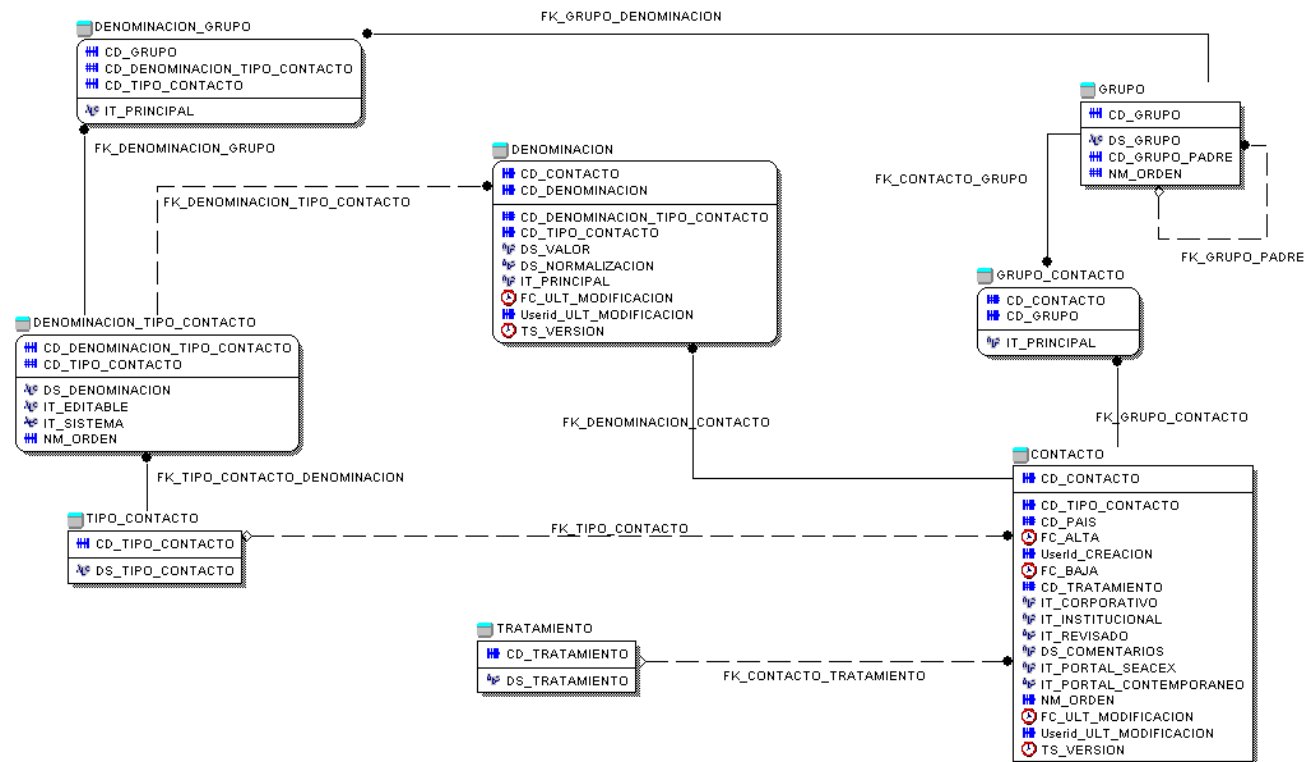 FK_GRUPO_DENOMINACION
DENOMINACION_GRUPO
CD_GRUPO
CD_DENOMINACION_TIPO_CONTACTO
CD_TIPO_CONTACTO
IT_PRINCIPAL
GRUPO
CD_GRUPO
DS_GRUPO
CD_GRUPO_PADRE
NM_ORDEN
FK_DENOMINACION_GRUPO
DENOMINACION
CD_CONTACTO
CD_DENOMINACION
CD_DENOMINACION_TIPO_CONTACTO
CD_TIPO_CONTACTO
DS_VALOR
DS_NORMALIZACION
IT_PRINCIPAL
FC_ULT_MODIFICACION
Userid_ULT_MODIFICACION
TS_VERSION
FK_CONTACTO_GRUPO
FK_DENOMINACION_TIPO_CONTACTO
FK_GRUPO_PADRE
GRUPO_CONTACTO
CD_CONTACTO
CD_GRUPO
IT_PRINCIPAL
DENOMINACION_TIPO_CONTACTO
CD_DENOMINACION_TIPO_CONTACTO
CD_TIPO_CONTACTO
DS_DENOMINACION
IT_EDITABLE
IT_SISTEMA
NM_ORDEN
FK_DENOMINACION_CONTACTO
FK_GRUPO_CONTACTO
CONTACTO
CD_CONTACTO
CD_TIPO_CONTACTO
CD_PAIS
FC_ALTA
UserId_CREACION
FC_BAJA
CD_TRATAMIENTO
IT_CORPORATIVO
IT_INSTITUCIONAL
IT_REVISADO
DS_COMENTARIOS
IT_PORTAL_SEACEX
IT_PORTAL_CONTEMPORANEO
NM_ORDEN
FC_ULT_MODIFICACION
Userid_ULT_MODIFICACION
TS_VERSION
FK_TIPO_CONTACTO_DENOMINACION
TIPO_CONTACTO
CD_TIPO_CONTACTO
DS_TIPO_CONTACTO
FK_TIPO_CONTACTO
TRATAMIENTO
CD_TRATAMIENTO
DS_TRATAMIENTO
FK_CONTACTO_TRATAMIENTO